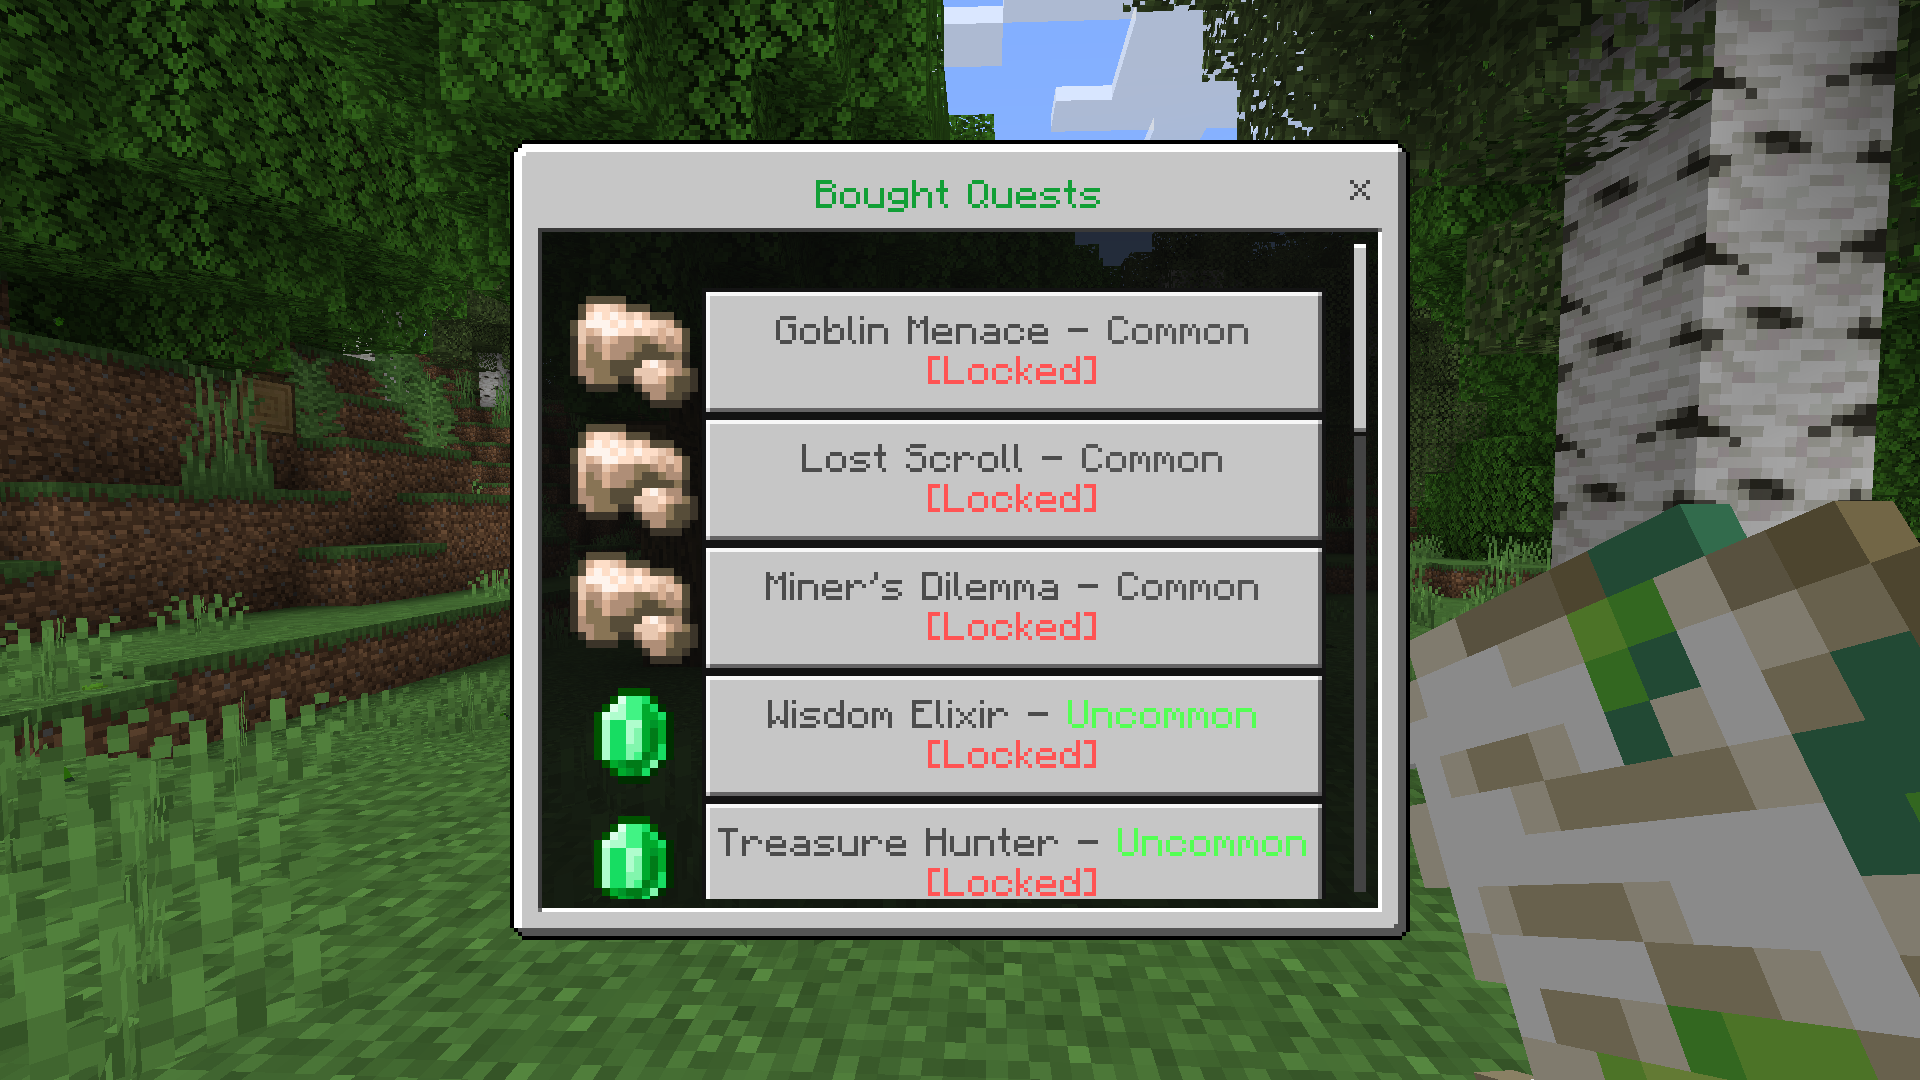 Bought Quests
Goblin Menace - Common
[Locked]
Lost Scroll - Common
[Locked]
Miner's Dilemma - Common
[Locked]
Wisdom Elixir - Uncommon
[Locked]
Treasure Hunter - Uncommon
[Locked]